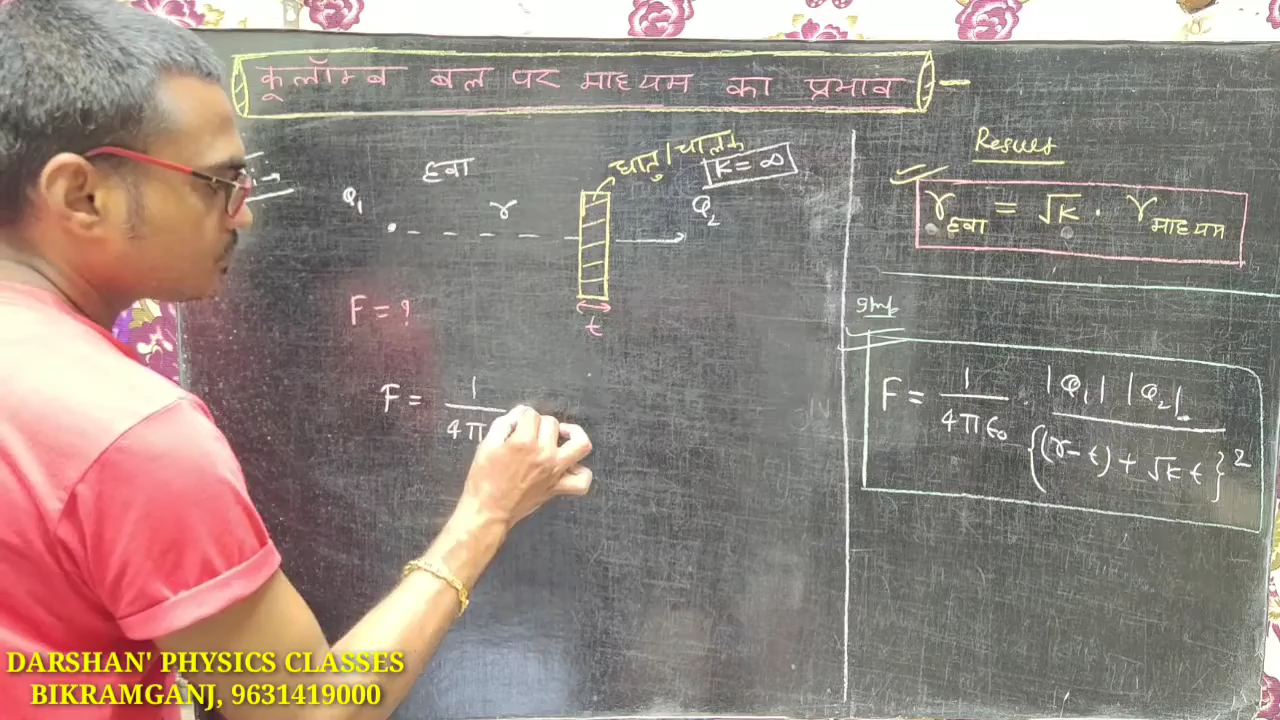 कूलॉम्ब बल पर माध्यम का प्रभाव
हवा
धातु/चालक
K = ∞
Q₁
r
Q₂
t
F = ?
F = 1/4π
Result
r हवा = √K . r माध्यम
Imp
F = 1/4πϵ₀ . |Q₁| |Q₂| / {(r-t) + √K t}²
DARSHAN' PHYSICS CLASSES
BIKRAMGANJ, 9631419000